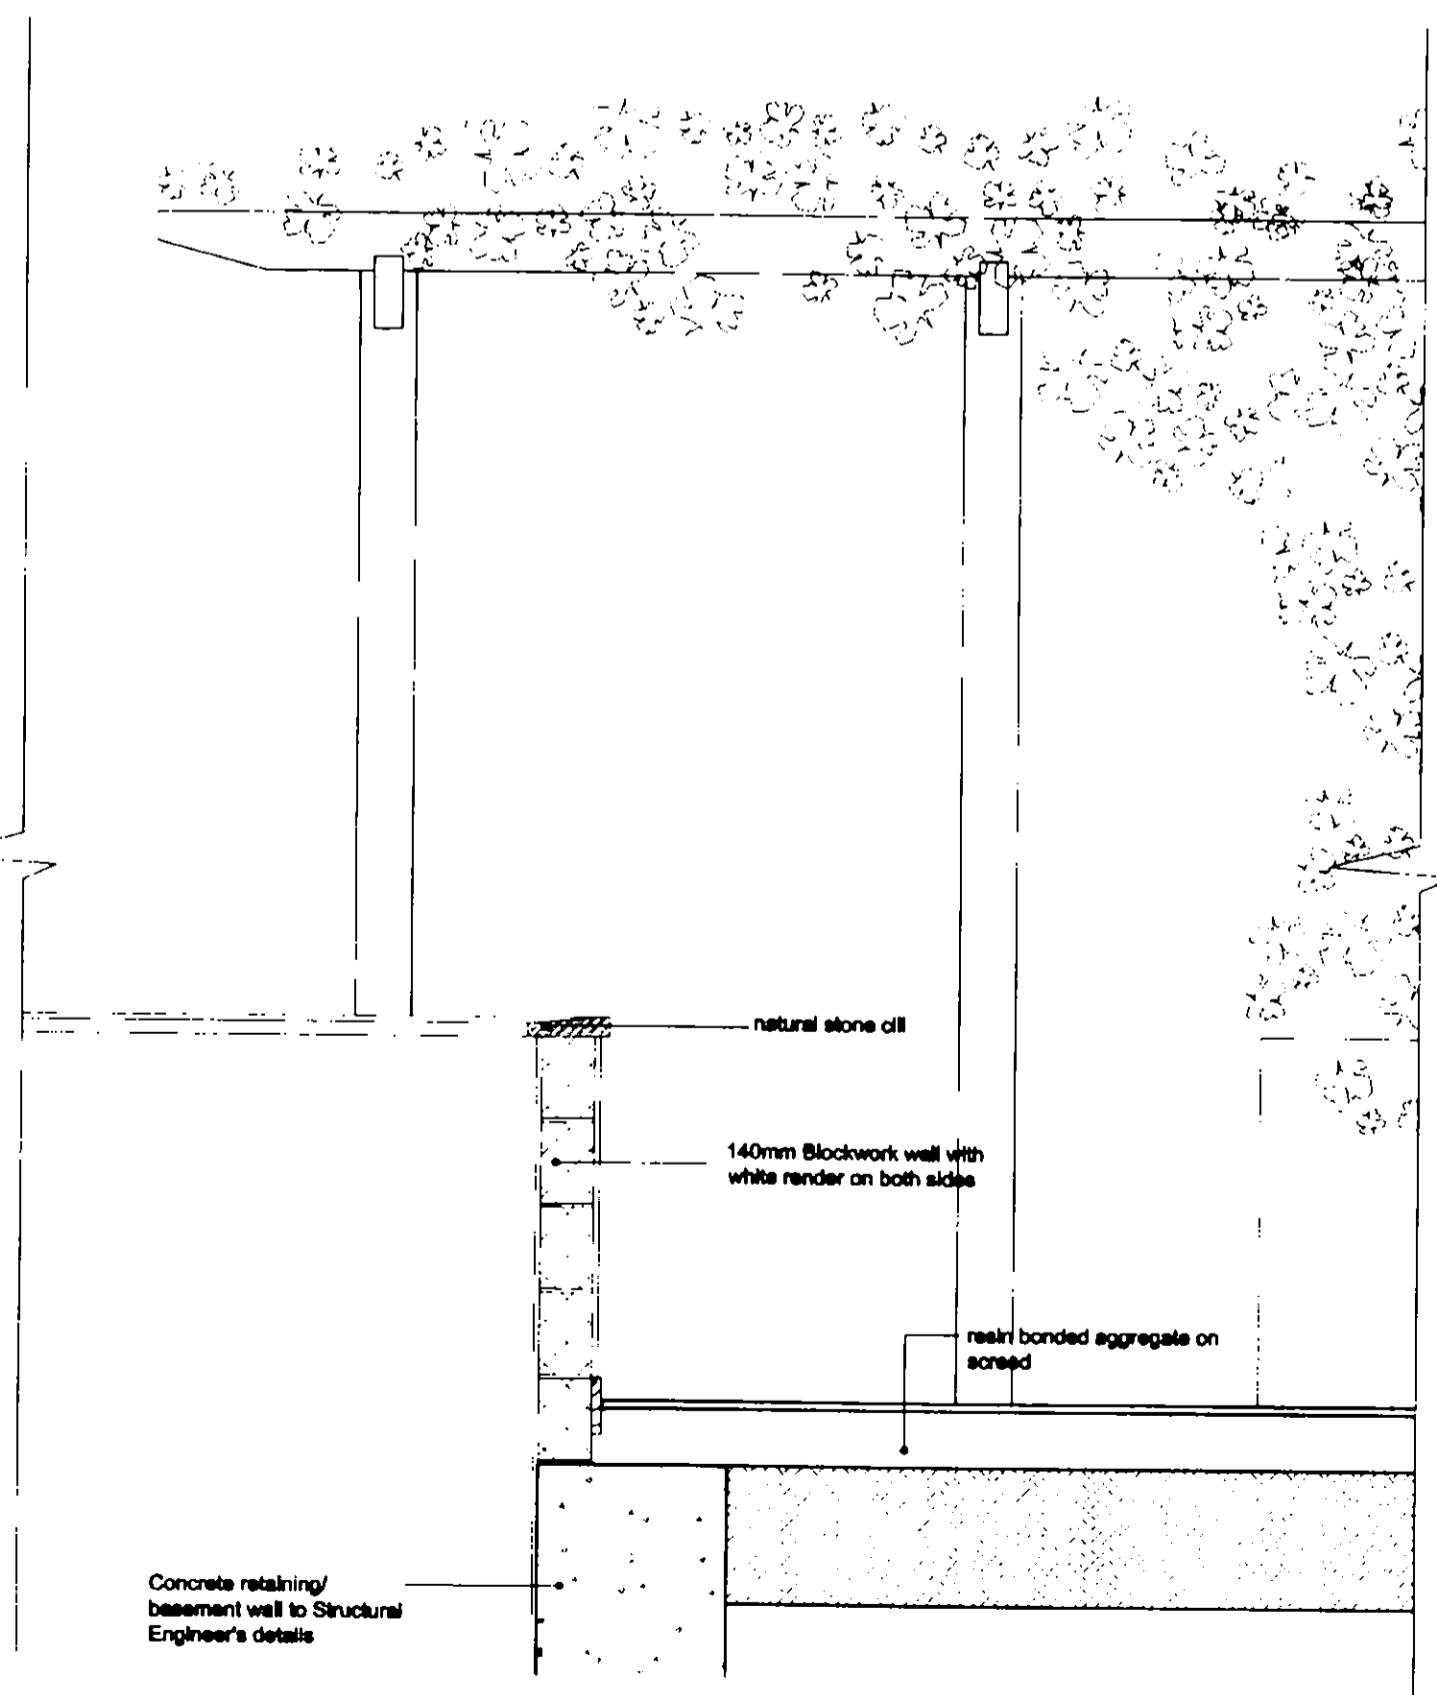 natural stone cill
140mm Blockwork wall with
white render on both sides
resin bonded aggregate on
screed
Concrete retaining/
basement wall to Structural
Engineer's details